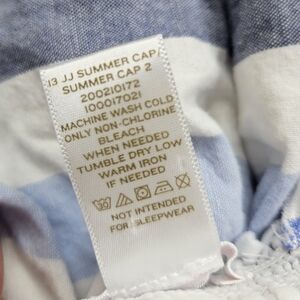 13 JJ SUMMER CAP
SUMMER CAP 2
200210172
100017021
MACHINE WASH COLD
ONLY NON-CHLORINE
BLEACH
WHEN NEEDED
TUMBLE DRY LOW
WARM IRON
IF NEEDED
30
NOT INTENDED
FOR SLEEPWEAR